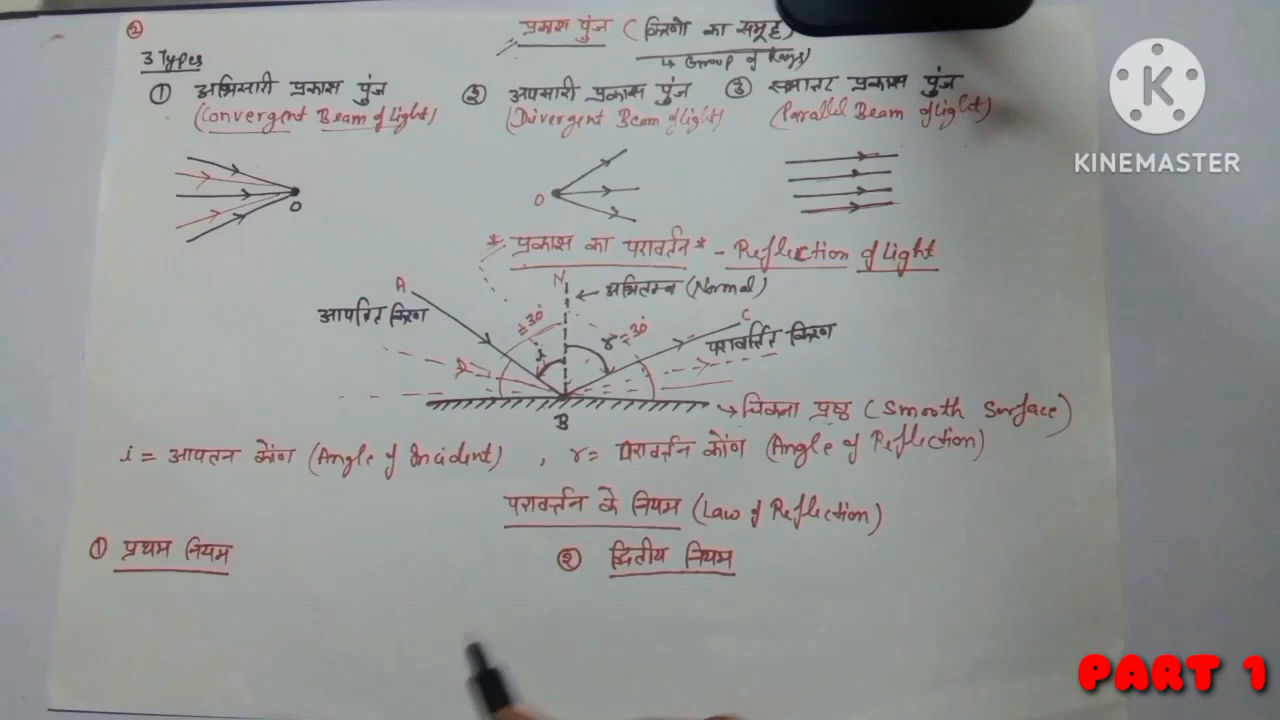 ②
प्रकाश पुंज (किरणो का समूह)
↳ Group of Rays)
3 Types
① अभिसारी प्रकाश पुंज ② अपसारी प्रकाश पुंज ③ समान्तर प्रकाश पुंज
(Convergent Beam of Light) (Divergent Beam of light) (Parallel Beam of light)
K
KINEMASTER
O
O
* प्रकाश का परावर्तन * - Reflection of Light
N
← अभिलम्ब (Normal)
A
आपतित किरण
= 30°
r = 30°
C
परावर्तित किरण
i
B
→ चिकना प्रष्ठ (Smooth Surface)
i = आपतन कोंण (Angle of Incident) , r = परावर्तन कोंण (Angle of Reflection)
परावर्त्तन के नियम (Law of Reflection)
① प्रथम नियम ② द्वितीय नियम
PART 1